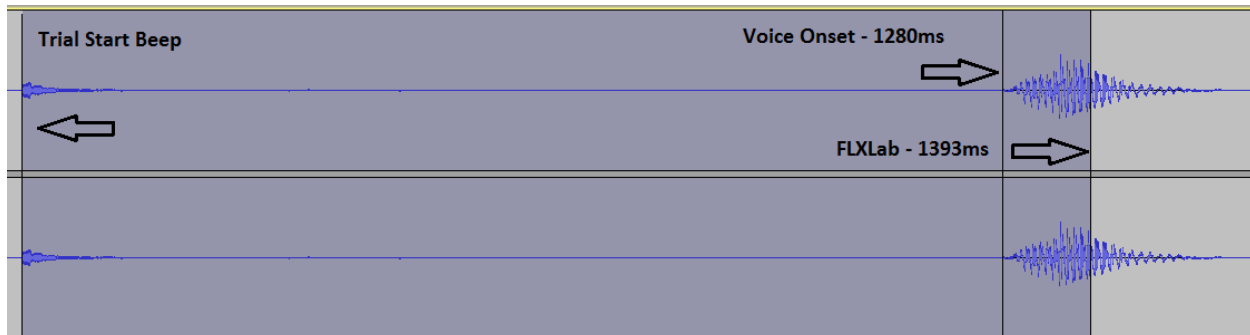 Trial Start Beep
Voice Onset - 1280ms
FLXLab - 1393ms